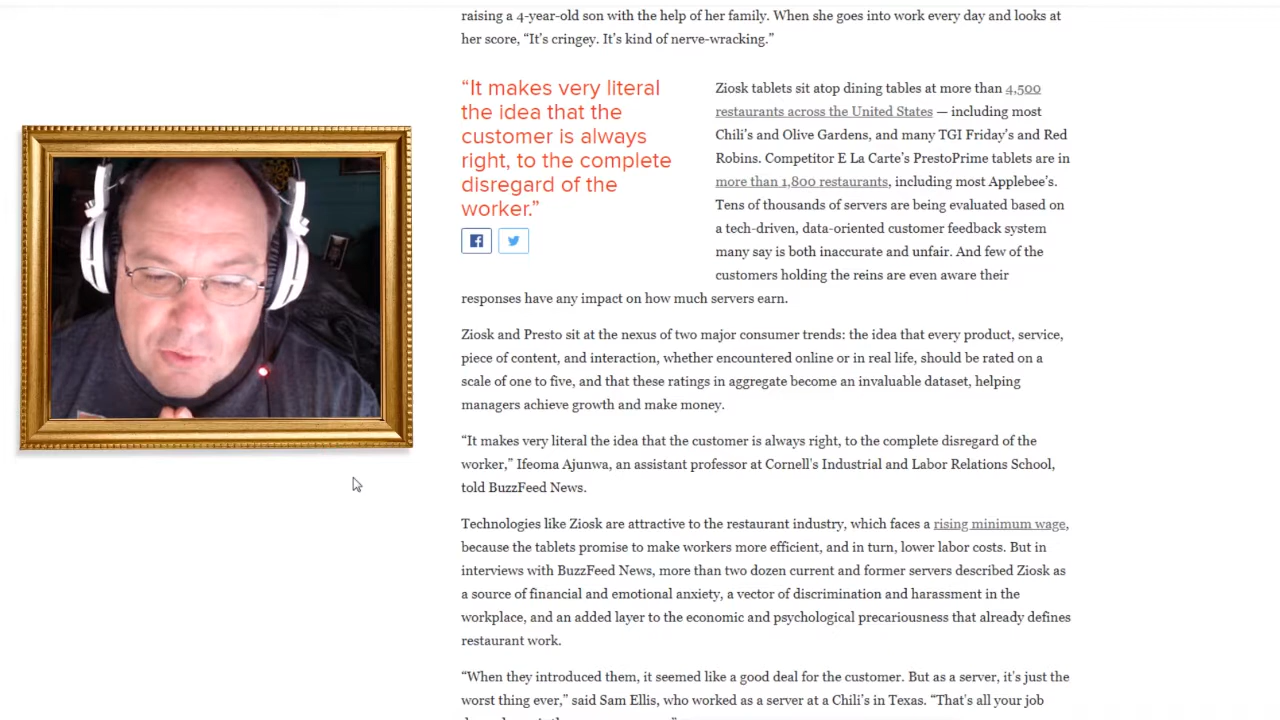 raising a 4-year-old son with the help of her family. When she goes into work every day and looks at
her score, “It’s cringey. It’s kind of nerve-wracking.”
“It makes very literal
the idea that the
customer is always
right, to the complete
disregard of the
worker.”
Ziosk tablets sit atop dining tables at more than 4,500
restaurants across the United States — including most
Chili’s and Olive Gardens, and many TGI Friday’s and Red
Robins. Competitor E La Carte’s PrestoPrime tablets are in
more than 1,800 restaurants, including most Applebee’s.
Tens of thousands of servers are being evaluated based on
a tech-driven, data-oriented customer feedback system
many say is both inaccurate and unfair. And few of the
customers holding the reins are even aware their
responses have any impact on how much servers earn.
Ziosk and Presto sit at the nexus of two major consumer trends: the idea that every product, service,
piece of content, and interaction, whether encountered online or in real life, should be rated on a
scale of one to five, and that these ratings in aggregate become an invaluable dataset, helping
managers achieve growth and make money.
“It makes very literal the idea that the customer is always right, to the complete disregard of the
worker,” Ifeoma Ajunwa, an assistant professor at Cornell’s Industrial and Labor Relations School,
told BuzzFeed News.
Technologies like Ziosk are attractive to the restaurant industry, which faces a rising minimum wage,
because the tablets promise to make workers more efficient, and in turn, lower labor costs. But in
interviews with BuzzFeed News, more than two dozen current and former servers described Ziosk as
a source of financial and emotional anxiety, a vector of discrimination and harassment in the
workplace, and an added layer to the economic and psychological precariousness that already defines
restaurant work.
“When they introduced them, it seemed like a good deal for the customer. But as a server, it’s just the
worst thing ever,” said Sam Ellis, who worked as a server at a Chili’s in Texas. “That’s all your job